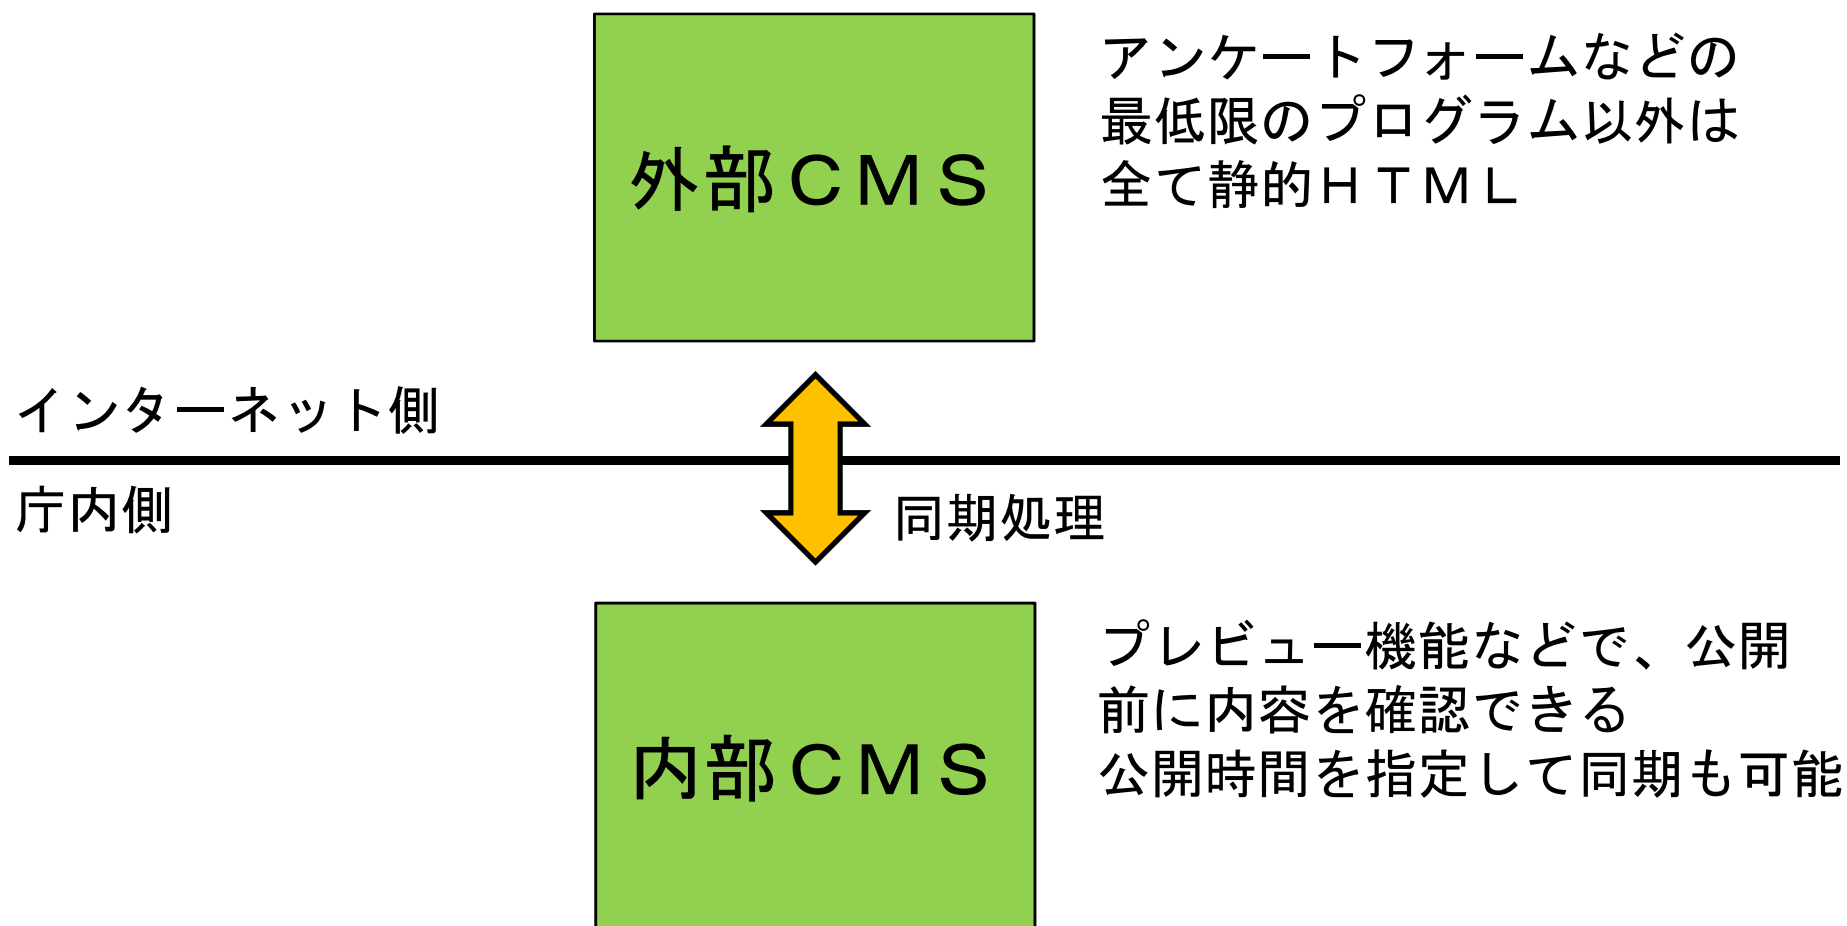 外部ＣＭＳ
アンケートフォームなどの
最低限のプログラム以外は
全て静的ＨＴＭＬ
インターネット側
庁内側
同期処理
内部ＣＭＳ
プレビュー機能などで、公開
前に内容を確認できる
公開時間を指定して同期も可能